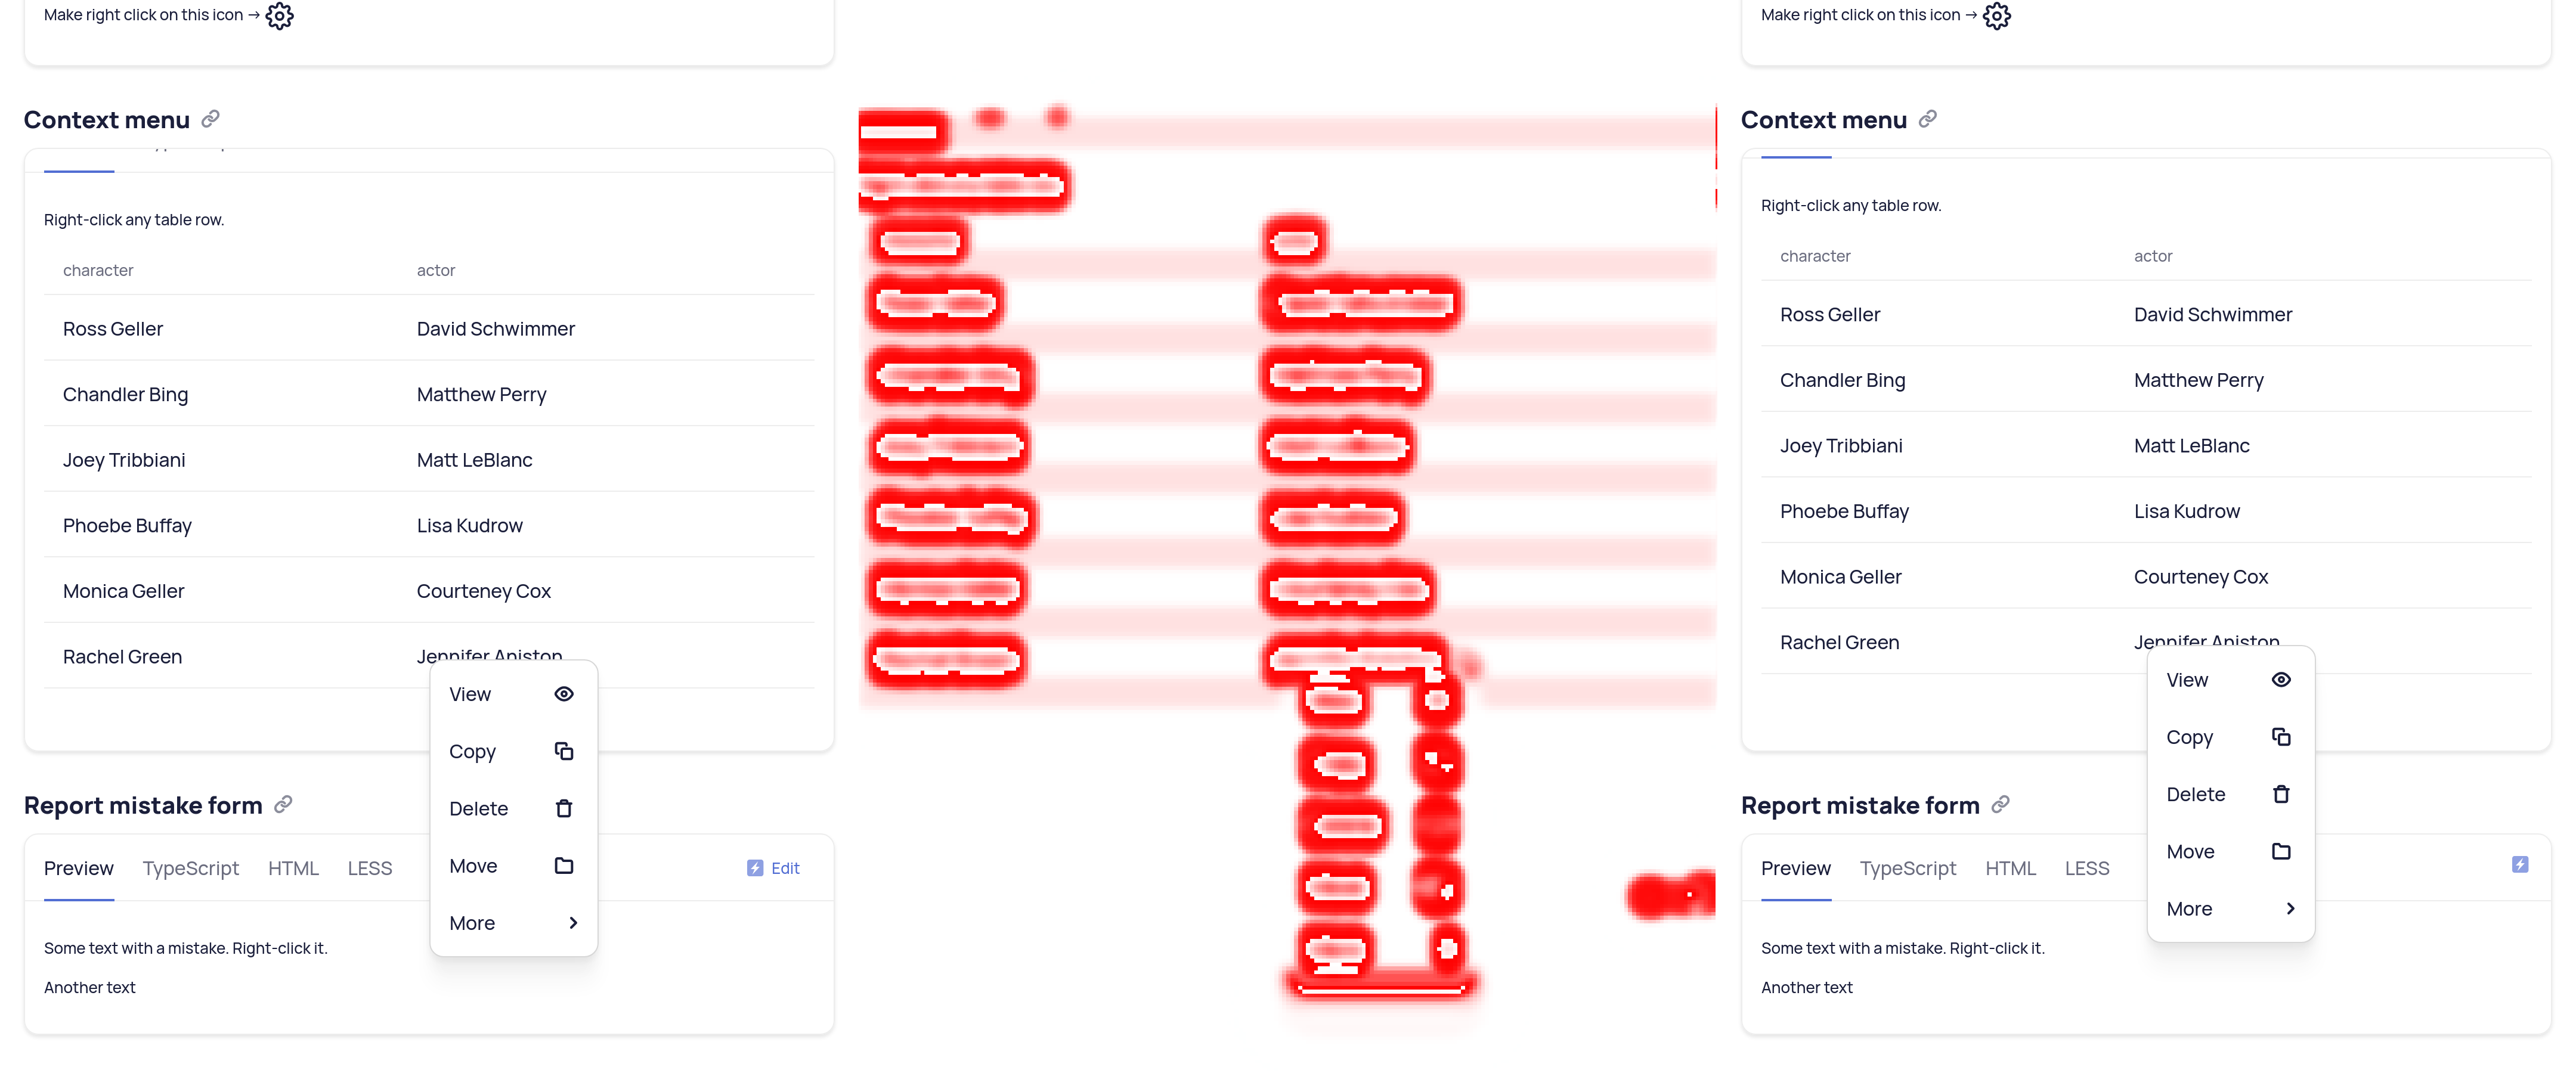 Make right click on this icon →
Context menu
Right-click any table row.
character actor
Ross Geller David Schwimmer
Chandler Bing Matthew Perry
Joey Tribbiani Matt LeBlanc
Phoebe Buffay Lisa Kudrow
Monica Geller Courteney Cox
Rachel Green Jennifer Aniston
View
Copy
Delete
Move
More
Report mistake form
Preview TypeScript HTML LESS Edit
Some text with a mistake. Right-click it.
Another text
Make right click on this icon →
Context menu
Right-click any table row.
character actor
Ross Geller David Schwimmer
Chandler Bing Matthew Perry
Joey Tribbiani Matt LeBlanc
Phoebe Buffay Lisa Kudrow
Monica Geller Courteney Cox
Rachel Green Jennifer Aniston
View
Copy
Delete
Move
More
Report mistake form
Preview TypeScript HTML LESS
Some text with a mistake. Right-click it.
Another text